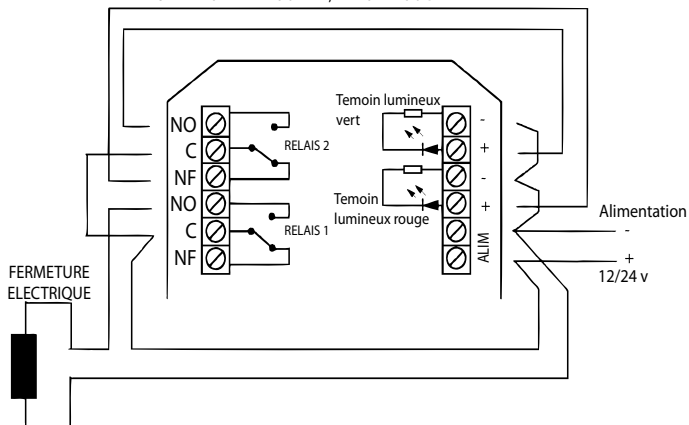 Temoin lumineux
vert
NO
C
NF
NO
C
NF
RELAIS 2
RELAIS 1
Temoin
lumineux rouge
-
+
-
+
ALIM
Alimentation
-
+
12/24 v
FERMETURE
ELECTRIQUE